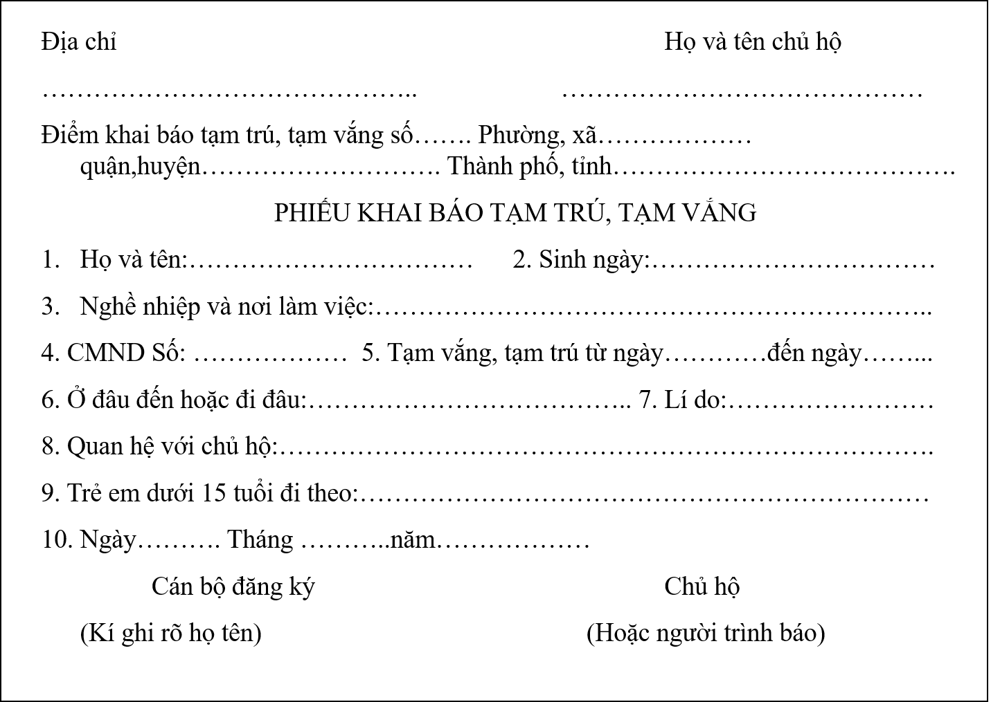 Địa chỉ Họ và tên chủ hộ
……………………………………….. ……………………………………
Điểm khai báo tạm trú, tạm vắng số……. Phường, xã………………
quận,huyện………………………. Thành phố, tỉnh………………………………….
PHIẾU KHAI BÁO TẠM TRÚ, TẠM VẮNG
1. Họ và tên:…………………………… 2. Sinh ngày:……………………………
3. Nghề nhiệp và nơi làm việc:………………………………………………………..
4. CMND Số: ……………… 5. Tạm vắng, tạm trú từ ngày…………đến ngày……...
6. Ở đâu đến hoặc đi đâu:……………………………….. 7. Lí do:……………………
8. Quan hệ với chủ hộ:………………………………………………………………….
9. Trẻ em dưới 15 tuổi đi theo:…………………………………………………………
10. Ngày………. Tháng ………..năm………………
Cán bộ đăng ký Chủ hộ
(Kí ghi rõ họ tên) (Hoặc người trình báo)